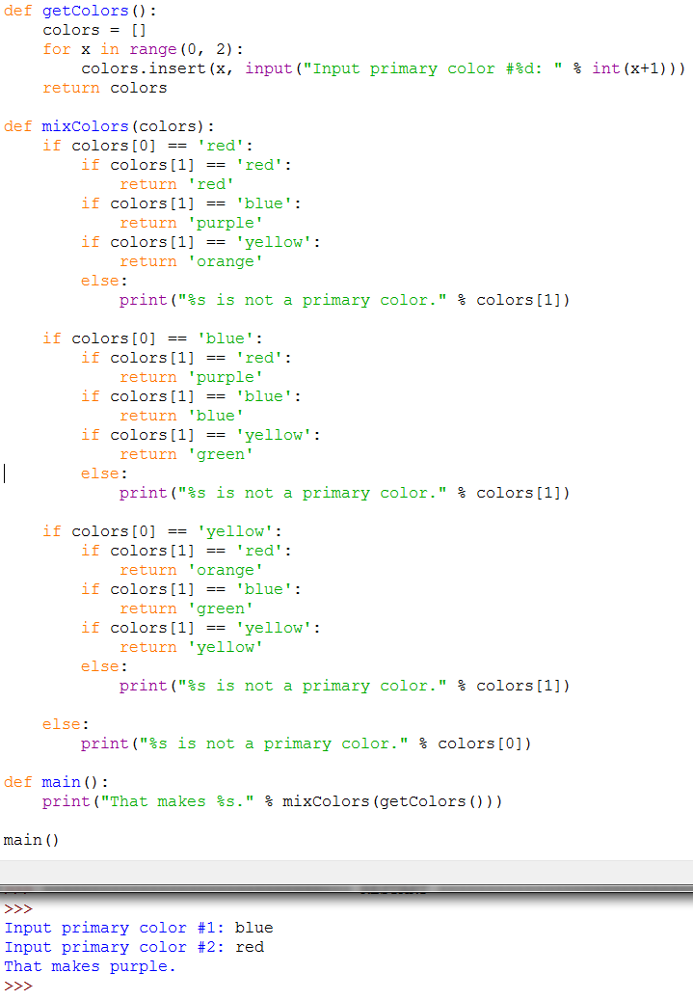 def getColors():
    colors = []
    for x in range(0, 2):
        colors.insert(x, input("Input primary color #%d: " % int(x+1)))
    return colors

def mixColors(colors):
    if colors[0] == 'red':
        if colors[1] == 'red':
            return 'red'
        if colors[1] == 'blue':
            return 'purple'
        if colors[1] == 'yellow':
            return 'orange'
        else:
            print("%s is not a primary color." % colors[1])

    if colors[0] == 'blue':
        if colors[1] == 'red':
            return 'purple'
        if colors[1] == 'blue':
            return 'blue'
        if colors[1] == 'yellow':
            return 'green'
        else:
            print("%s is not a primary color." % colors[1])

    if colors[0] == 'yellow':
        if colors[1] == 'red':
            return 'orange'
        if colors[1] == 'blue':
            return 'green'
        if colors[1] == 'yellow':
            return 'yellow'
        else:
            print("%s is not a primary color." % colors[1])

    else:
        print("%s is not a primary color." % colors[0])

def main():
    print("That makes %s." % mixColors(getColors()))

main()
>>>
Input primary color #1: blue
Input primary color #2: red
That makes purple.
>>>